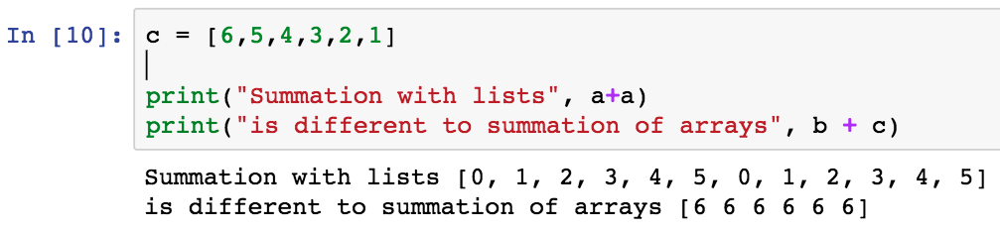 In [10]: c = [6,5,4,3,2,1]
print("Summation with lists", a+a)
print("is different to summation of arrays", b + c)
Summation with lists [0, 1, 2, 3, 4, 5, 0, 1, 2, 3, 4, 5]
is different to summation of arrays [6 6 6 6 6 6]